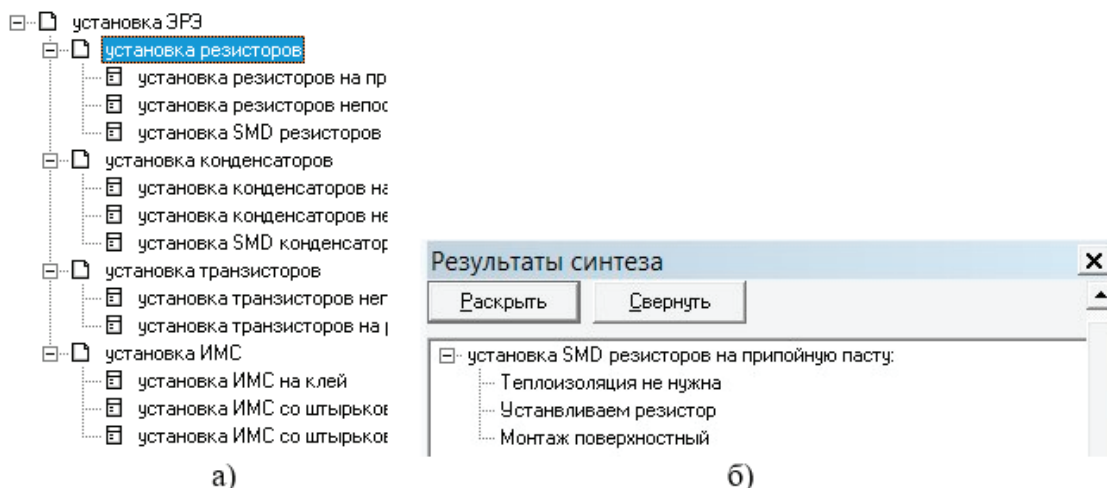 установка ЭРЭ
установка резисторов
установка резисторов на пр
установка резисторов непос
установка SMD резисторов
установка конденсаторов
установка конденсаторов на
установка конденсаторов не
установка SMD конденсатор
установка транзисторов
установка транзисторов неп
установка транзисторов на
установка ИМС
установка ИМС на клей
установка ИМС со штырьков
установка ИМС со штырьков
а)
Результаты синтеза
Раскрыть Свернуть
установка SMD резисторов на припойную пасту:
Теплоизоляция не нужна
Устанвливаем резистор
Монтаж поверхностный
б)